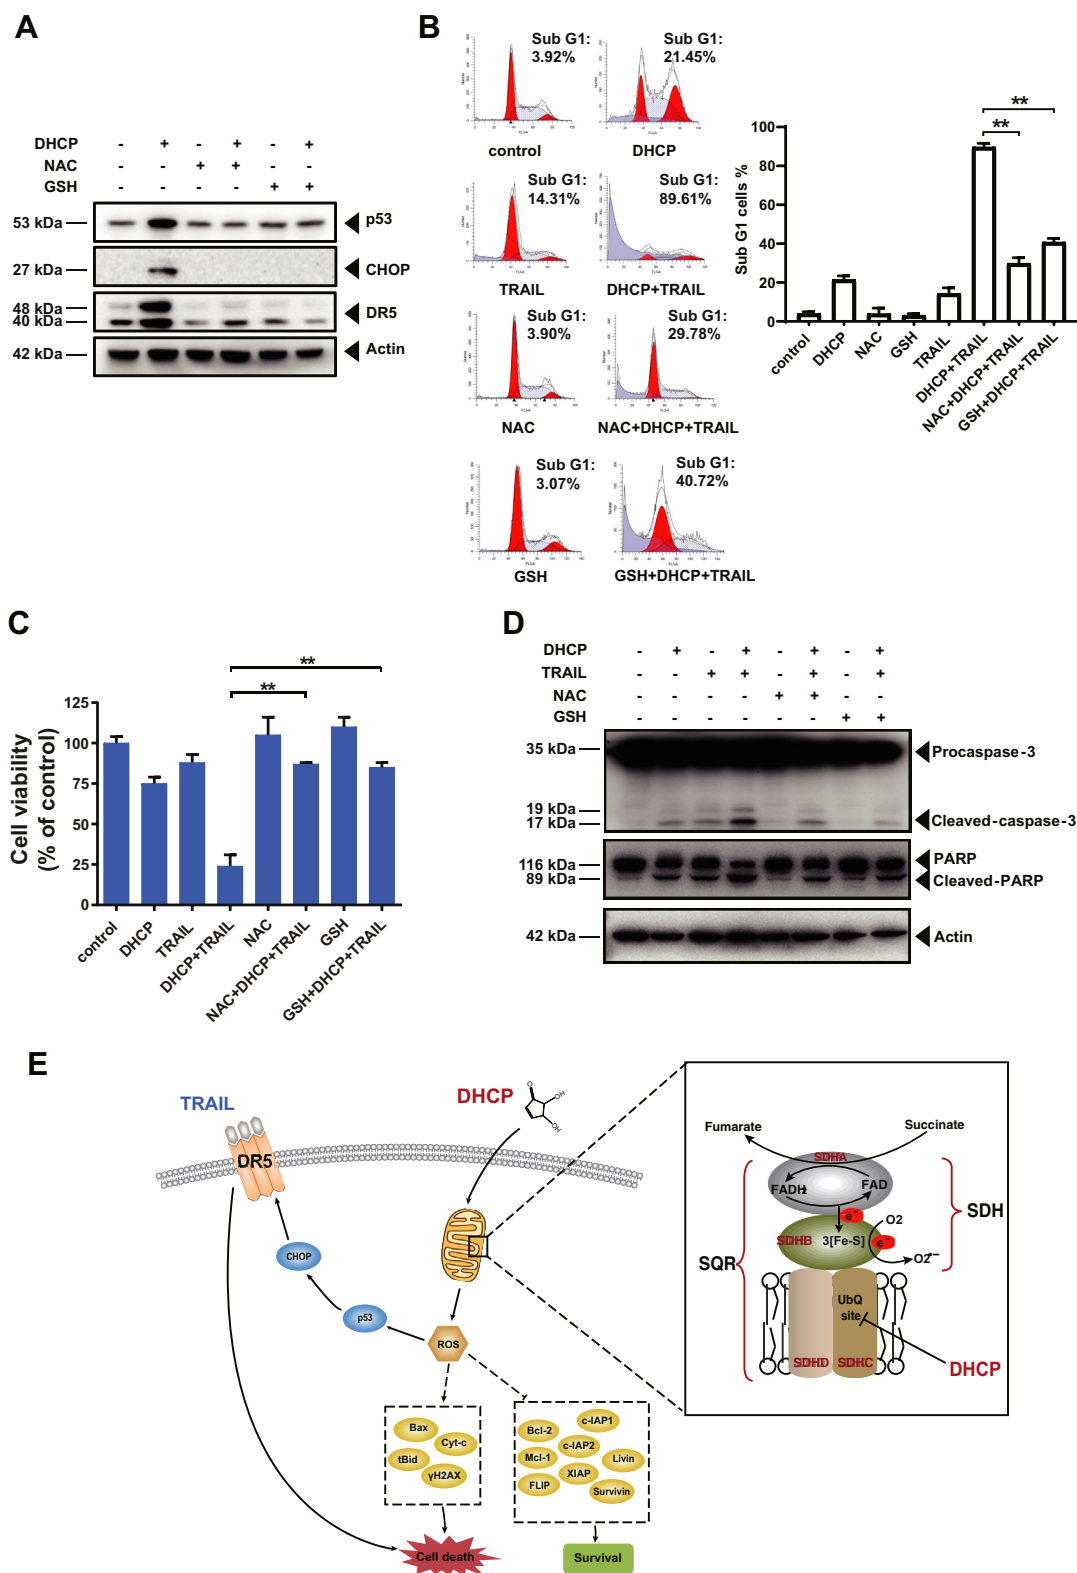 A
DHCP - + - + - +
NAC - - + + - -
GSH - - - - + +
53 kDa
p53
27 kDa
CHOP
48 kDa
40 kDa
DR5
42 kDa
Actin
B
Sub G1:
3.92%
control
Sub G1:
21.45%
DHCP
Sub G1:
14.31%
TRAIL
Sub G1:
89.61%
DHCP+TRAIL
Sub G1:
3.90%
NAC
Sub G1:
29.78%
NAC+DHCP+TRAIL
Sub G1:
3.07%
GSH
Sub G1:
40.72%
GSH+DHCP+TRAIL
Sub G1 cells %
100
80
60
40
20
0
**
**
control
DHCP
NAC
GSH
TRAIL
DHCP+TRAIL
NAC+DHCP+TRAIL
GSH+DHCP+TRAIL
C
Cell viability
(% of control)
125
100
75
50
25
0
**
**
control
DHCP
TRAIL
DHCP+TRAIL
NAC
NAC+DHCP+TRAIL
GSH
GSH+DHCP+TRAIL
D
DHCP - + - + - + - +
TRAIL - - + + - + - +
NAC - - - - + + - -
GSH - - - - - - + +
35 kDa
Procaspase-3
19 kDa
17 kDa
Cleaved-caspase-3
116 kDa
PARP
89 kDa
Cleaved-PARP
42 kDa
Actin
E
TRAIL
DR5
DHCP
O
OH
OH
CHOP
p53
ROS
Bax
Cyt-c
tBid
γH2AX
c-IAP1
Bcl-2
c-IAP2
Mcl-1
Livin
XIAP
FLIP
Survivin
Cell death
Survival
Fumarate
Succinate
SDHA
FADH2
FAD
SDH
e-
O2
SDHB
3[Fe-S]
e-
O2•−
SQR
UbQ
site
SDHD
SDHC
DHCP